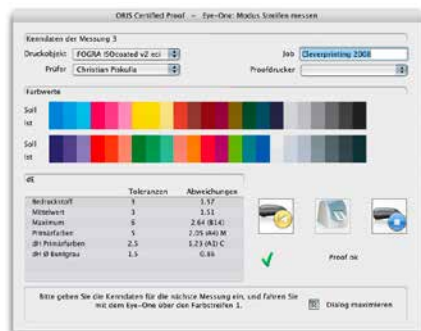 ORIS Certified Proof — Eye-One: Modus Streifen messen
Kenndaten der Messung 3
Druckobjekt FOGRA ISOcoated v2 eci Job Cleverprinting 2008
Prüfer Christian Piskulla Proofdrucker
Farbwerte
Soll
Ist
Soll
Ist
dE
Toleranzen Abweichungen
Bedruckstoff 3 1.57
Mittelwert 3 1.51
Maximum 6 2.64 (B14)
Primärfarben 5 2.05 (A4) M
dH Primärfarben 2.5 1.23 (A1) C
dH Ø Buntgrau 1.5 0.86
Proof ok
Bitte geben Sie die Kenndaten für die nächste Messung ein, und fahren Sie
mit dem Eye-One über den Farbstreifen 1.
Dialog maximieren